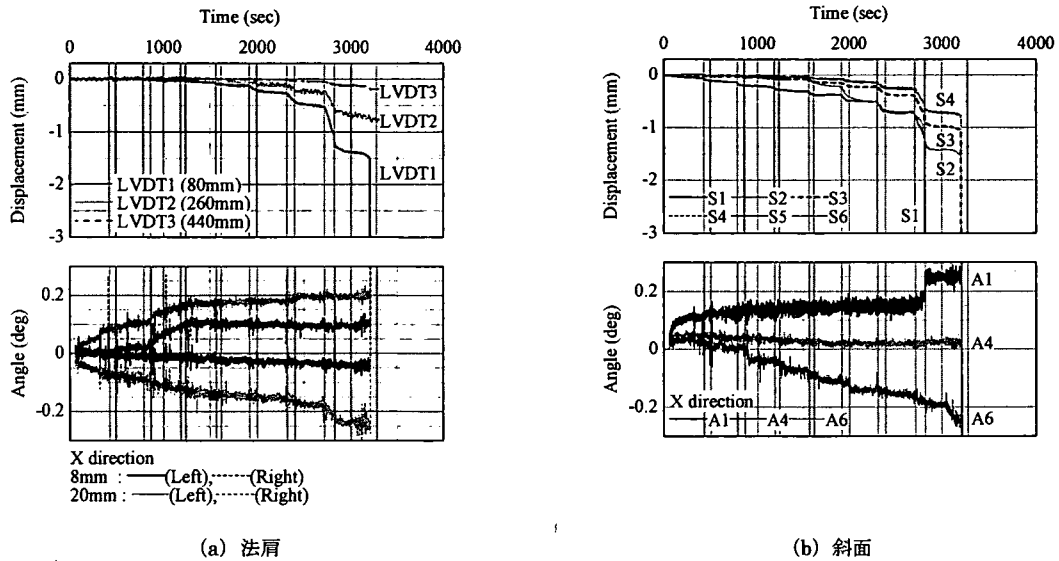 Time (sec)
0 1000 2000 3000 4000
Displacement (mm)
0
-1
-2
-3
LVDT3
LVDT2
LVDT1
LVDT1 (80mm)
LVDT2 (260mm)
LVDT3 (440mm)
Angle (deg)
0.2
0
-0.2
X direction
8mm : (Left), (Right)
20mm : (Left), (Right)
(a) 法肩
Time (sec)
0 1000 2000 3000 4000
Displacement (mm)
0
-1
-2
-3
S4
S3
S2
S1
S1 S2 S3
S4 S5 S6
Angle (deg)
0.2
0
-0.2
A1
A4
A6
X direction
A1 A4 A6
(b) 斜面